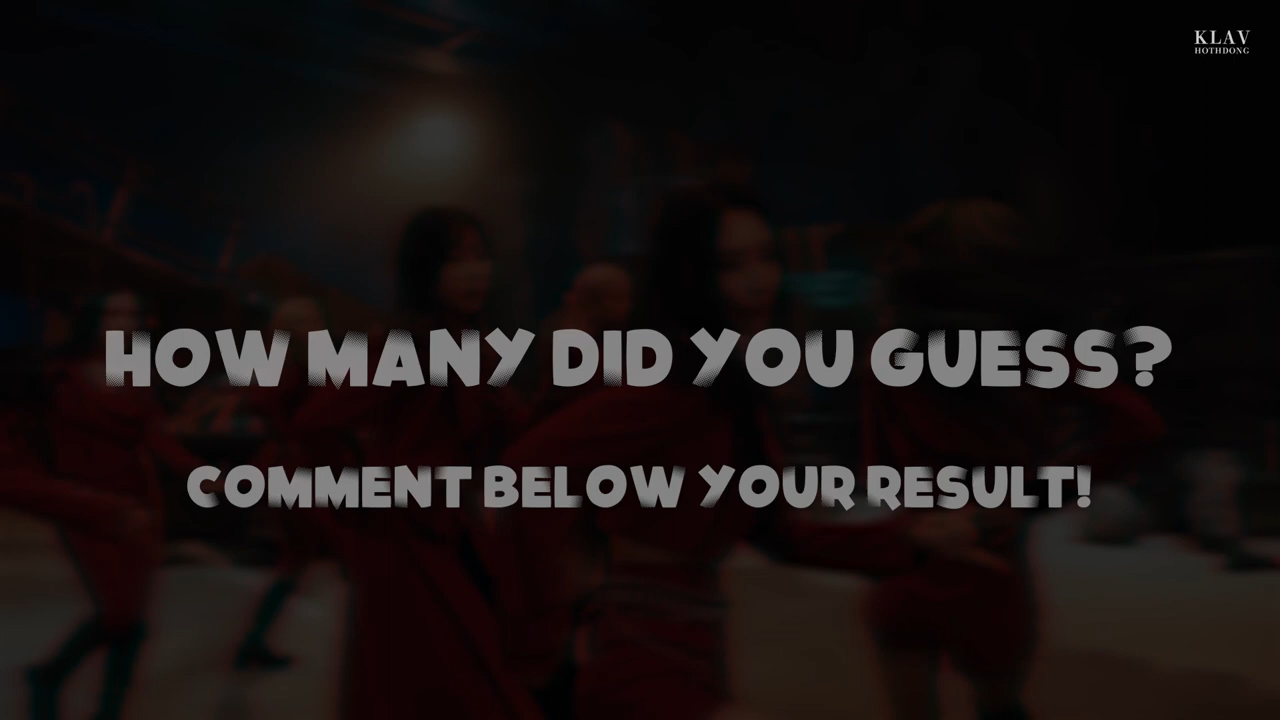 KLAV
HOTHDONG
HOW MANY DID YOU GUESS?
COMMENT BELOW YOUR RESULT!